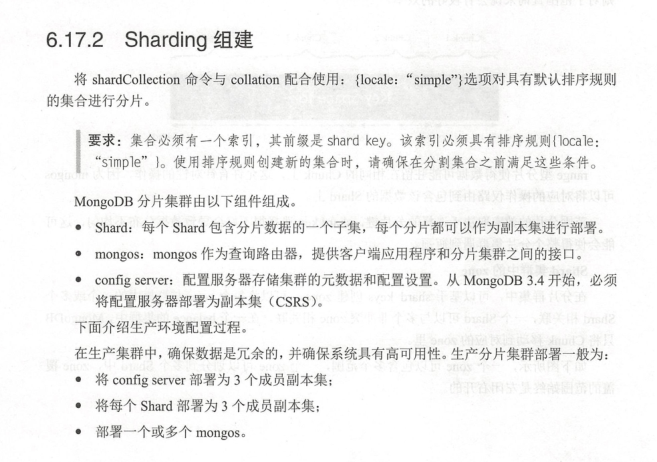 6.17.2 Sharding 组建
将 shardCollection 命令与 collation 配合使用：{locale：“simple”}选项对具有默认排序规则
的集合进行分片。
要求：集合必须有一个索引，其前缀是 shard key。该索引必须具有排序规则{locale：
“simple”}。使用排序规则创建新的集合时，请确保在分割集合之前满足这些条件。
MongoDB 分片集群由以下组件组成。
• Shard：每个 Shard 包含分片数据的一个子集，每个分片都可以作为副本集进行部署。
• mongos：mongos 作为查询路由器，提供客户端应用程序和分片集群之间的接口。
• config server：配置服务器存储集群的元数据和配置设置。从 MongoDB 3.4 开始，必须
将配置服务器部署为副本集（CSRS）。
下面介绍生产环境配置过程。
在生产集群中，确保数据是冗余的，并确保系统具有高可用性。生产分片集群部署一般为：
• 将 config server 部署为 3 个成员副本集；
• 将每个 Shard 部署为 3 个成员副本集；
• 部署一个或多个 mongos。